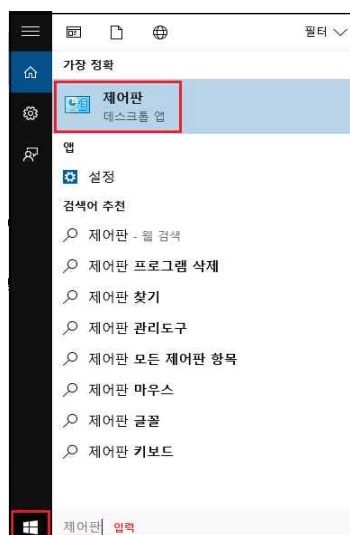 필터
가장 정확
제어판
데스크톱 앱
앱
설정
검색어 추천
제어판 - 웹 검색
제어판 프로그램 삭제
제어판 찾기
제어판 관리도구
제어판 모든 제어판 항목
제어판 마우스
제어판 글꼴
제어판 키보드
제어판 입력